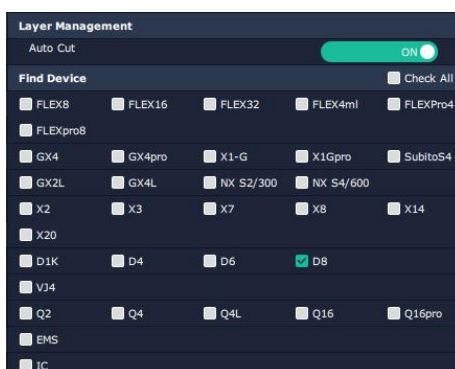 Layer Management
Auto Cut ON
Find Device Check All
FLEX8 FLEX16 FLEX32 FLEX4ml FLEXPro4
FLEXpro8
GX4 GX4pro X1-G X1Gpro SubitoS4
GX2L GX4L NX S2/300 NX S4/600
X2 X3 X7 X8 X14
X20
D1K D4 D6 D8
VJ4
Q2 Q4 Q4L Q16 Q16pro
EMS
IC